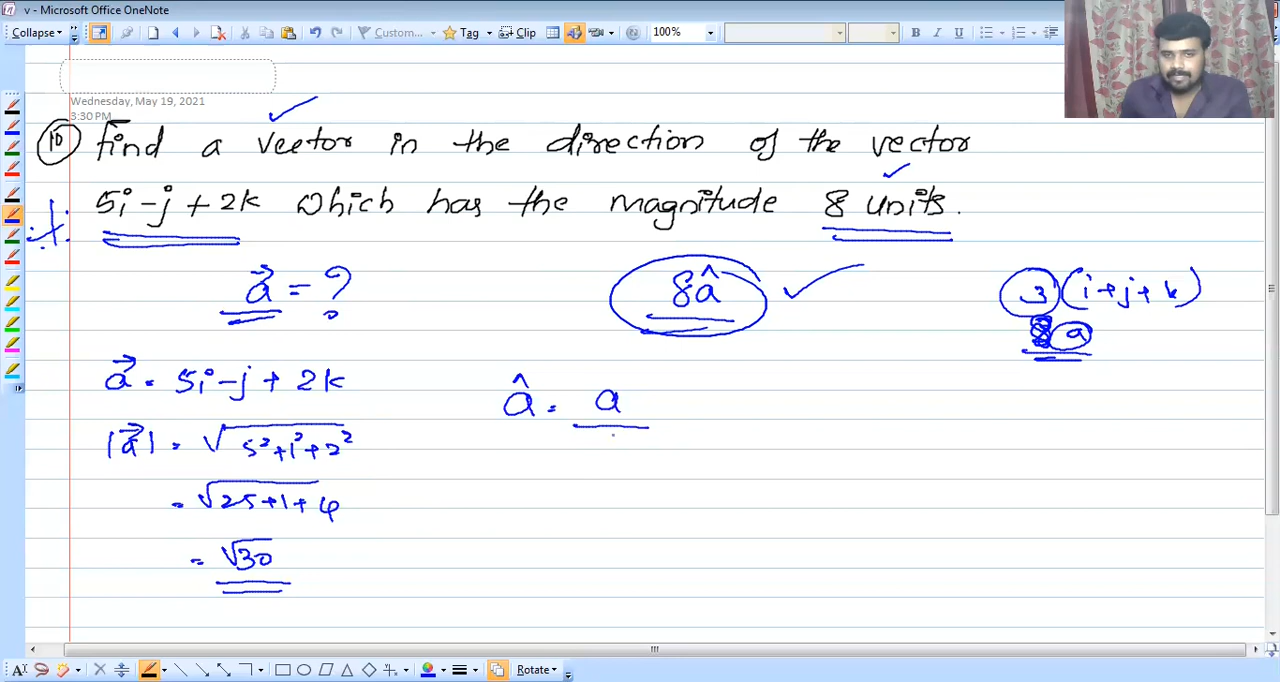 v - Microsoft Office OneNote
Collapse
Custom...
Tag
Clip
100%
B I U
Wednesday, May 19, 2021
3:30 PM
10 Find a vector in the direction of the vector
5i - j + 2k which has the magnitude 8 units.
a⃗ = ?
8â
3 (i + j + k)
a
a⃗ = 5i - j + 2k
â = a
|a⃗| = √5² + 1² + 2²
= √25 + 1 + 4
= √30
Rotate